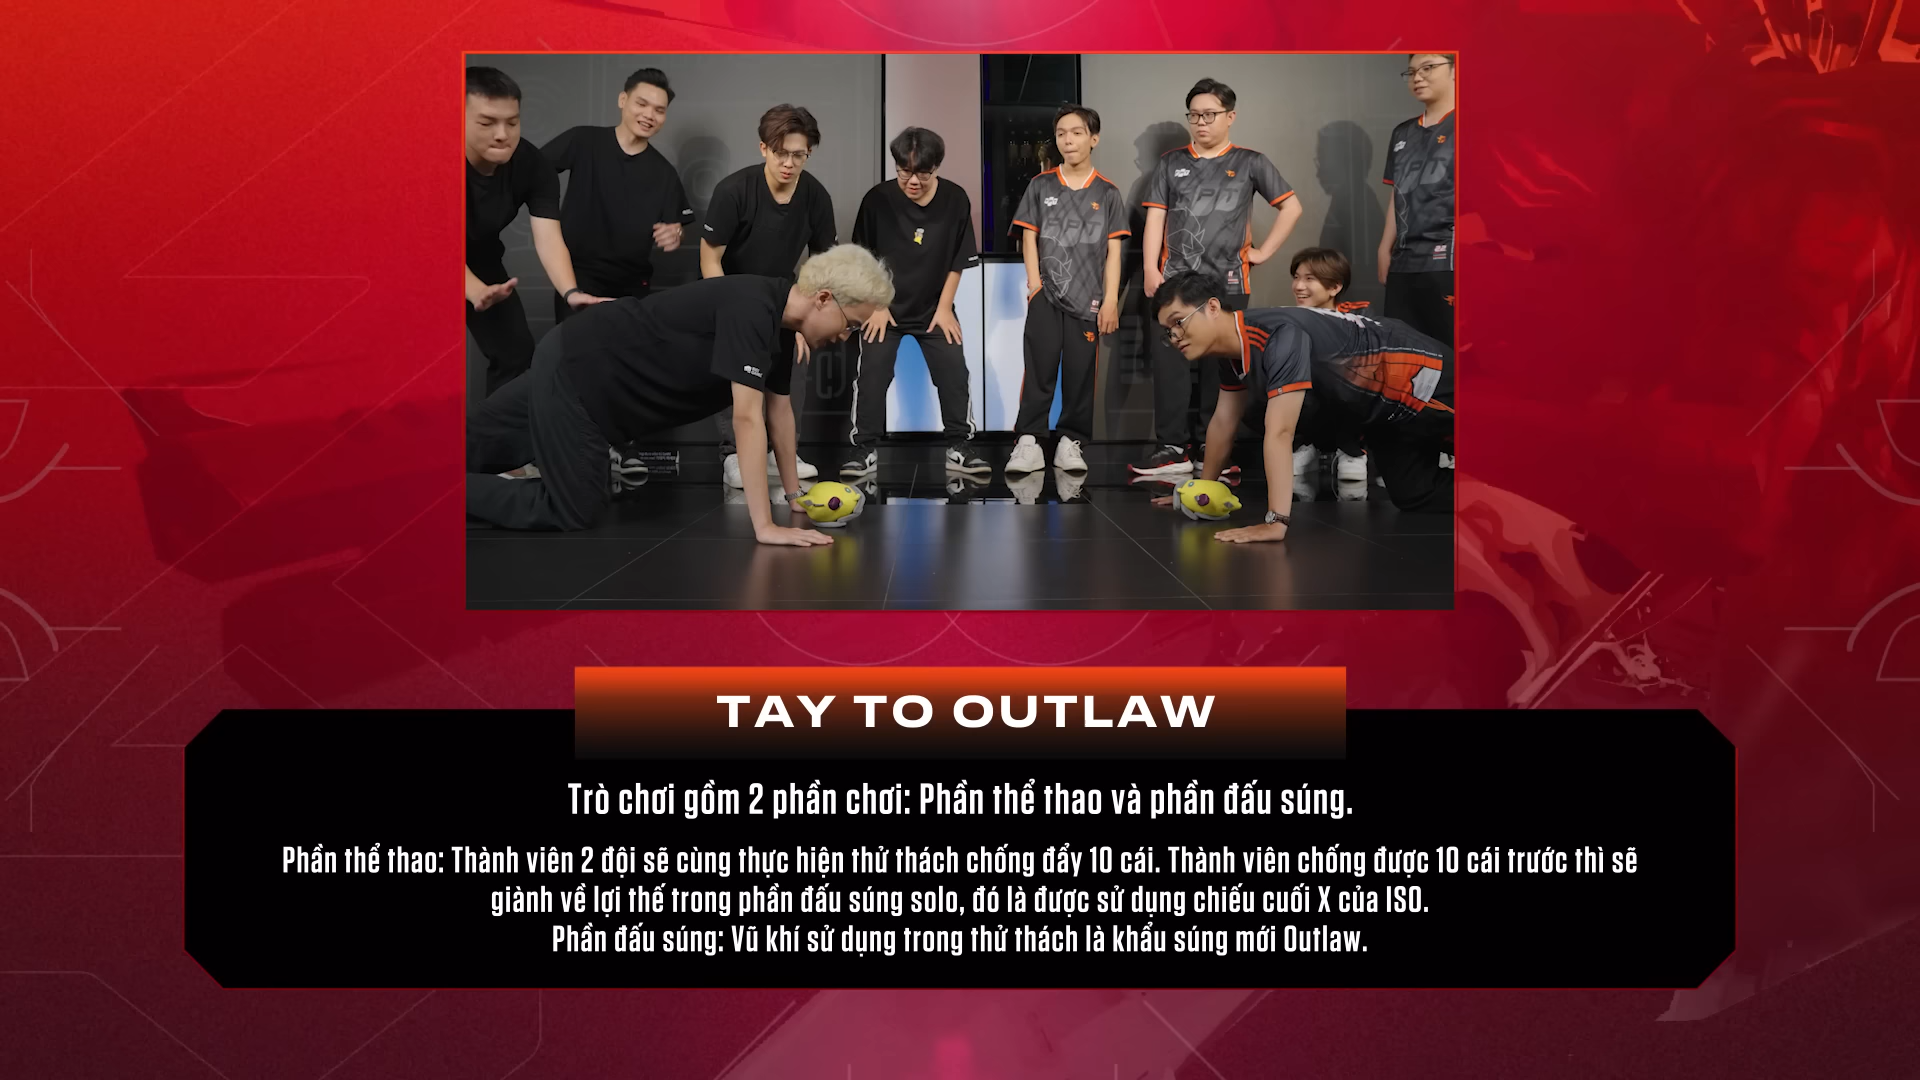 TAY TO OUTLAW
Trò chơi gồm 2 phần chơi: Phần thể thao và phần đấu súng.
Phần thể thao: Thành viên 2 đội sẽ cùng thực hiện thử thách chống đẩy 10 cái. Thành viên chống được 10 cái trước thì sẽ
giành về lợi thế trong phần đấu súng solo, đó là được sử dụng chiếu cuối X của ISO.
Phần đấu súng: Vũ khí sử dụng trong thử thách là khẩu súng mới Outlaw.